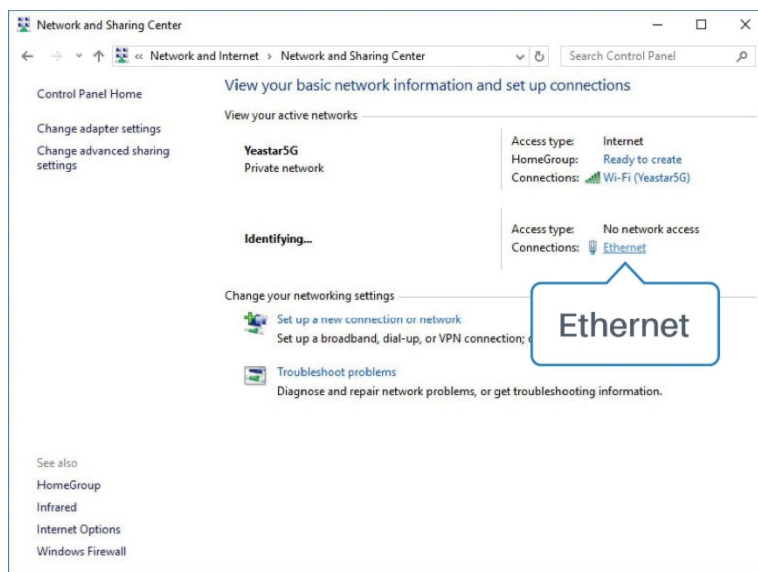 Network and Sharing Center
« Network and Internet > Network and Sharing Center
Search Control Panel
Control Panel Home
Change adapter settings
Change advanced sharing
settings
View your basic network information and set up connections
View your active networks
Yeastar5G
Private network
Access type: Internet
HomeGroup: Ready to create
Connections: Wi-Fi (Yeastar5G)
Identifying...
Access type: No network access
Connections: Ethernet
Ethernet
Change your networking settings
Set up a new connection or network
Set up a broadband, dial-up, or VPN connection;
Troubleshoot problems
Diagnose and repair network problems, or get troubleshooting information.
See also
HomeGroup
Infrared
Internet Options
Windows Firewall